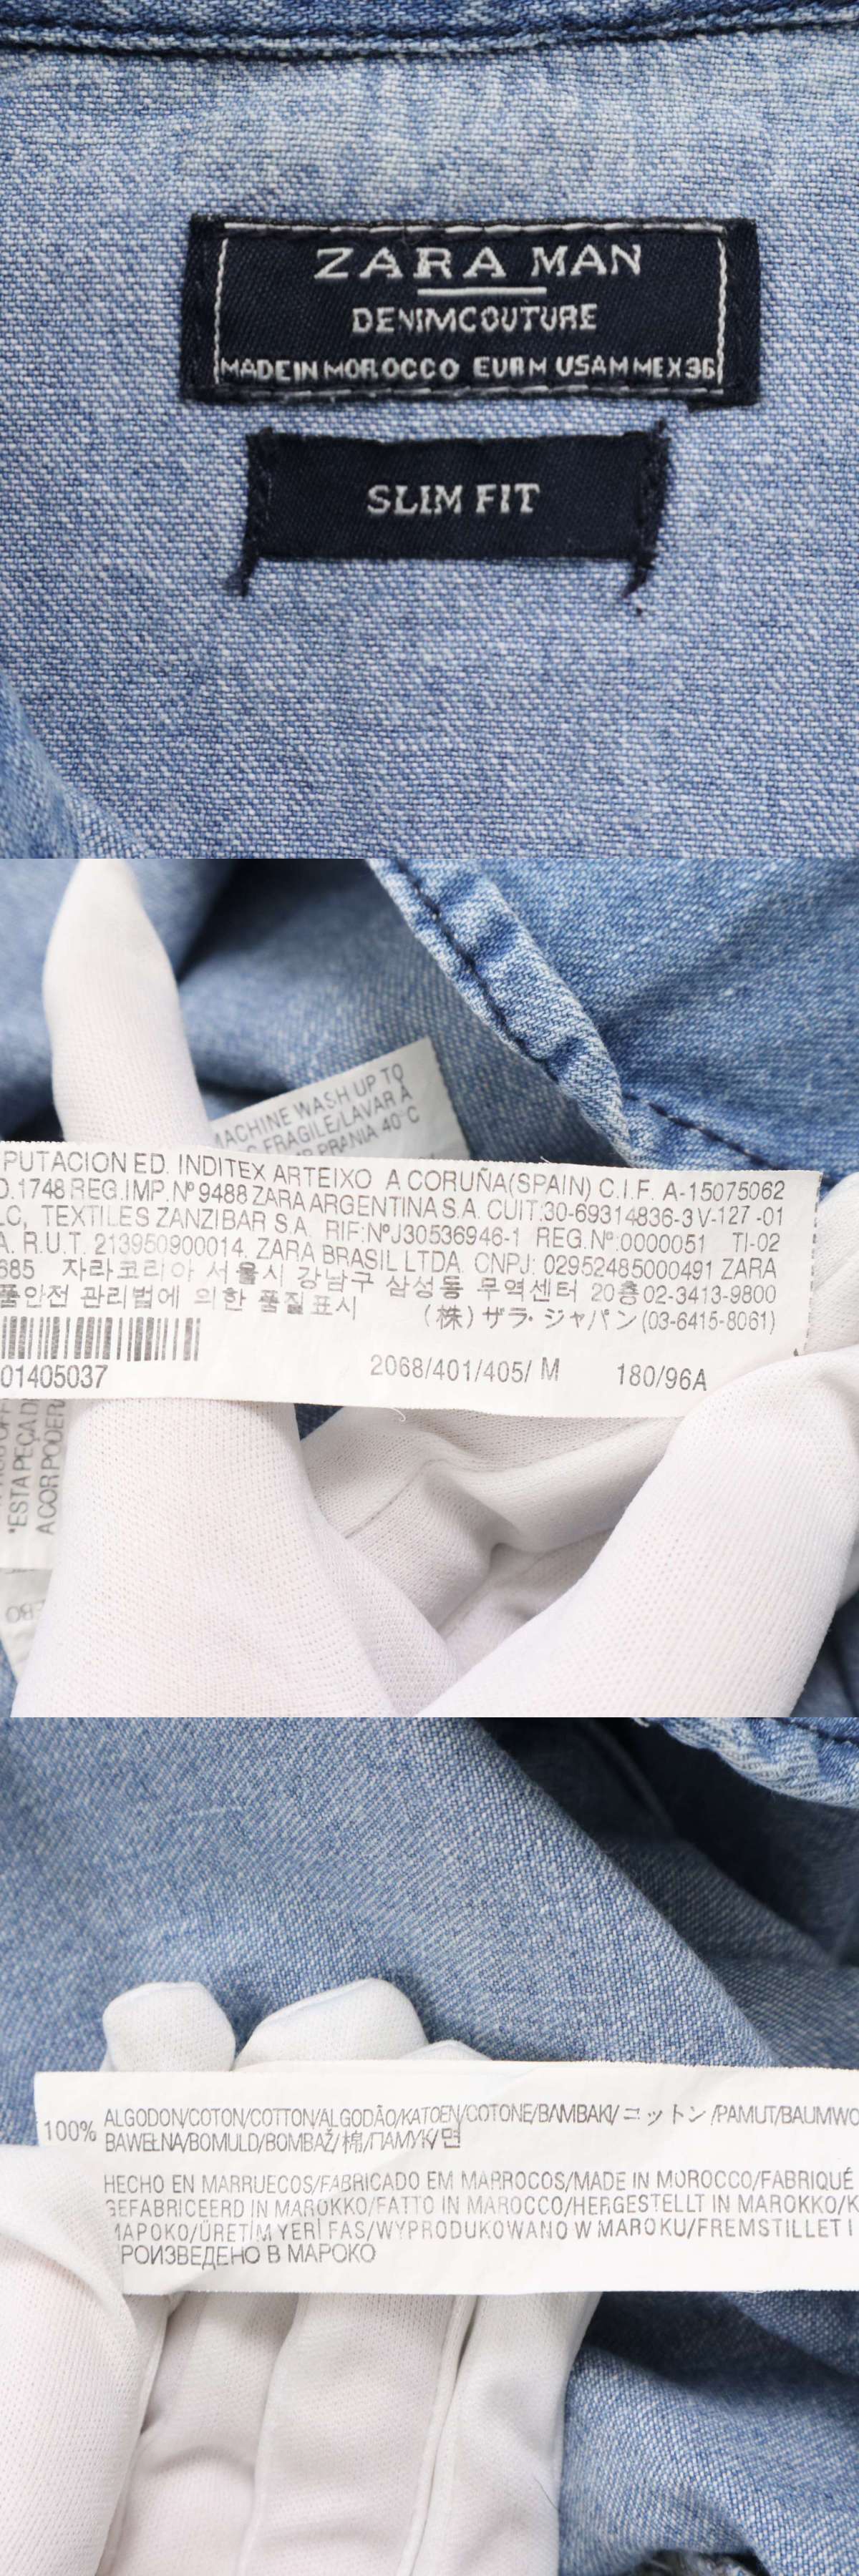 ZARA MAN
DENIMCOUTURE
MADE IN MOROCCO EUR M USA M MEX 36
SLIM FIT
MACHINE WASH UP TO
FRAGILE/LAVAR A
PRANIA 40°C
PUTACION ED. INDITEX ARTEIXO A CORUÑA(SPAIN) C.I.F. A-15075062
O.1748 REG.IMP.Nº 9488 ZARA ARGENTINA S.A. CUIT:30-69314836-3 V-127-01
LC, TEXTILES ZANZIBAR S.A. RIF:NºJ30536946-1 REG.Nº:0000051 TI-02
A. R.U.T. 213950900014. ZARA BRASIL LTDA. CNPJ: 02952485000491 ZARA
685 자라코리아 서울시 강남구 삼성동 무역센터 20층02-3413-9800
품안전 관리법에 의한 품질표시 (株)ザラ・ジャパン(03-6415-8061)
01405037 2068/401/405/ M 180/96A
"ESTA PEÇA D
A COR PODER
100% ALGODON/COTON/COTTON/ALGODÃO/KATOEN/COTONE/BAMBAKI/コットン/PAMUT/BAUMWO
BAWEŁNA/BOMULD/BOMBAŽ/棉/ПАМУК/면
HECHO EN MARRUECOS/FABRICADO EM MARROCOS/MADE IN MOROCCO/FABRIQUÉ
GEFABRICEERD IN MAROKKO/FATTO IN MAROCCO/HERGESTELLT IN MAROKKO/K
MAPOKO/ÜRETİM YERİ FAS/WYPRODUKOWANO W MAROKU/FREMSTILLET I
РОИЗВЕДЕНО В МАРОКО